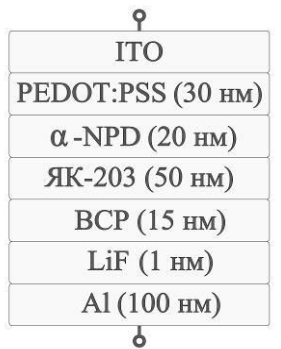 ITO
PEDOT:PSS (30 нм)
α-NPD (20 нм)
ЯК-203 (50 нм)
BCP (15 нм)
LiF (1 нм)
Al (100 нм)